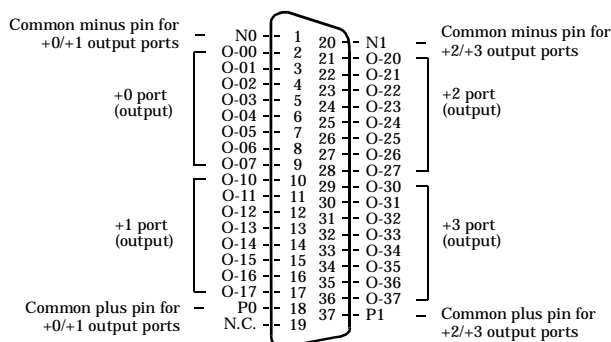 Common minus pin for
+0/+1 output ports
N0 1
O-00 2
O-01 3
O-02 4
O-03 5
O-04 6
O-05 7
O-06 8
O-07 9
O-10 10
O-11 11
O-12 12
O-13 13
O-14 14
O-15 15
O-16 16
O-17 17
P0 18
N.C. 19
+0 port
(output)
+1 port
(output)
Common plus pin for
+0/+1 output ports
20 N1
21 O-20
22 O-21
23 O-22
24 O-23
25 O-24
26 O-25
27 O-26
28 O-27
29 O-30
30 O-31
31 O-32
32 O-33
33 O-34
34 O-35
35 O-36
36 O-37
37 P1
Common minus pin for
+2/+3 output ports
+2 port
(output)
+3 port
(output)
Common plus pin for
+2/+3 output ports